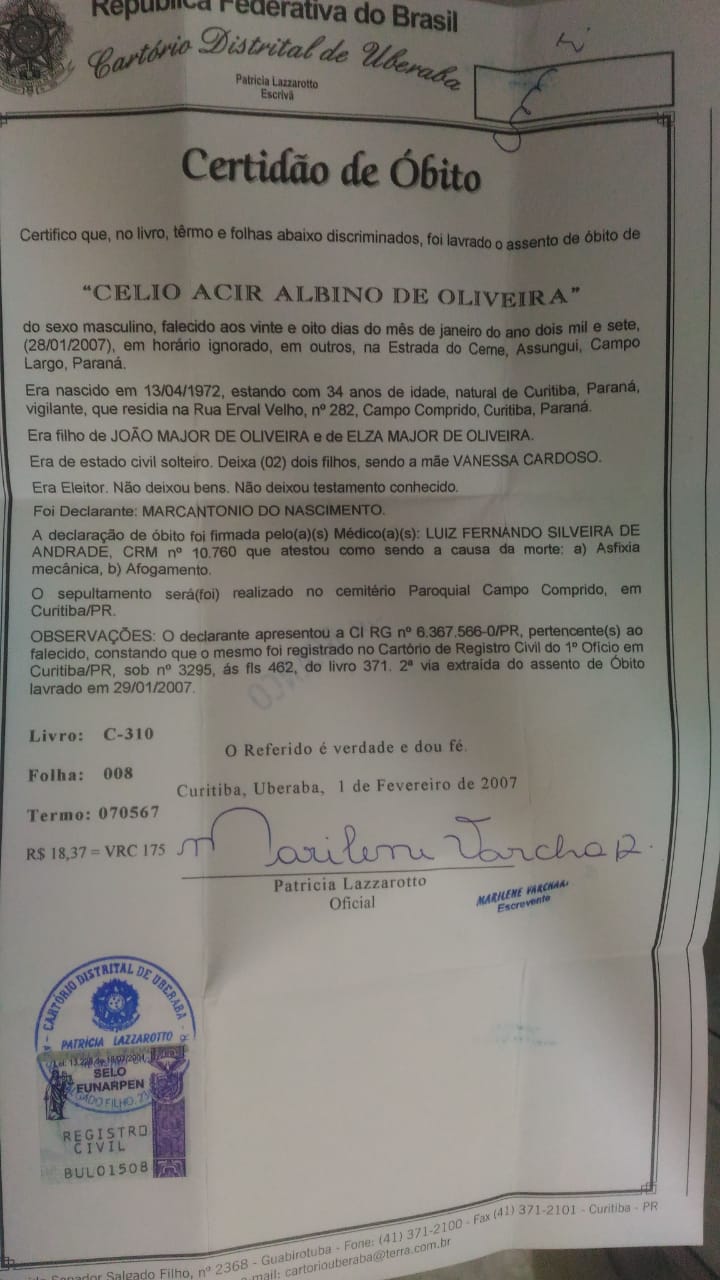 República Federativa do Brasil
Cartório Distrital de Uberaba
Patricia Lazzarotto
Escrivã
Certidão de Óbito
Certifico que, no livro, têrmo e folhas abaixo discriminados, foi lavrado o assento de óbito de
"CELIO ACIR ALBINO DE OLIVEIRA"
do sexo masculino, falecido aos vinte e oito dias do mês de janeiro do ano dois mil e sete,
(28/01/2007), em horário ignorado, em outros, na Estrada do Cerne, Assungui, Campo
Largo, Paraná.
Era nascido em 13/04/1972, estando com 34 anos de idade, natural de Curitiba, Paraná,
vigilante, que residia na Rua Erval Velho, nº 282, Campo Comprido, Curitiba, Paraná.
Era filho de JOÃO MAJOR DE OLIVEIRA e de ELZA MAJOR DE OLIVEIRA.
Era de estado civil solteiro. Deixa (02) dois filhos, sendo a mãe VANESSA CARDOSO.
Era Eleitor. Não deixou bens. Não deixou testamento conhecido.
Foi Declarante: MARCANTONIO DO NASCIMENTO.
A declaração de óbito foi firmada pelo(a)(s) Médico(a)(s): LUIZ FERNANDO SILVEIRA DE
ANDRADE, CRM nº 10.760 que atestou como sendo a causa da morte: a) Asfixia
mecânica, b) Afogamento.
O sepultamento será(foi) realizado no cemitério Paroquial Campo Comprido, em
Curitiba/PR.
OBSERVAÇÕES: O declarante apresentou a CI RG nº 6.367.566-0/PR, pertencente(s) ao
falecido, constando que o mesmo foi registrado no Cartório de Registro Civil do 1º Ofício em
Curitiba/PR, sob nº 3295, ás fls 462, do livro 371. 2ª via extraída do assento de Óbito
lavrado em 29/01/2007.
Livro: C-310
O Referido é verdade e dou fé.
Folha: 008
Curitiba, Uberaba, 1 de Fevereiro de 2007
Termo: 070567
R$ 18,37 = VRC 175
Marilene Varchak
Patricia Lazzarotto
Oficial
MARILENE VARCHAK
Escrevente
CARTÓRIO DISTRITAL DE UBERABA
PATRICIA LAZZAROTTO
SELO
FUNARPEN
REGISTRO
CIVIL
BUL01508
Senador Salgado Filho, nº 2368 - Guabirotuba - Fone: (41) 371-2100 - Fax (41) 371-2101 - Curitiba - PR
mail: cartoriouberaba@terra.com.br